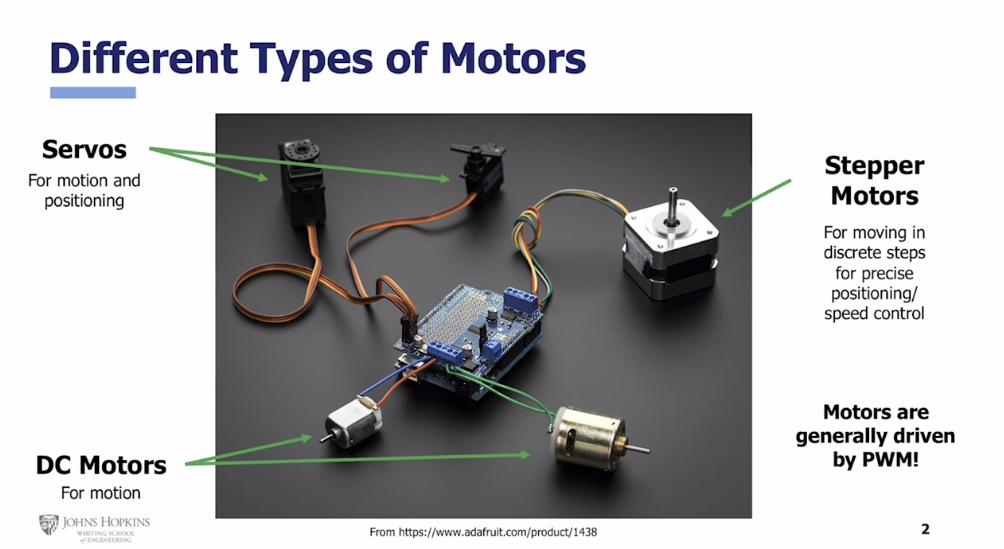 Different Types of Motors
Servos
For motion and
positioning
Stepper
Motors
For moving in
discrete steps
for precise
positioning/
speed control
Motors are
generally driven
by PWM!
DC Motors
For motion
JOHNS HOPKINS
WHITING SCHOOL
of ENGINEERING
From https://www.adafruit.com/product/1438
2